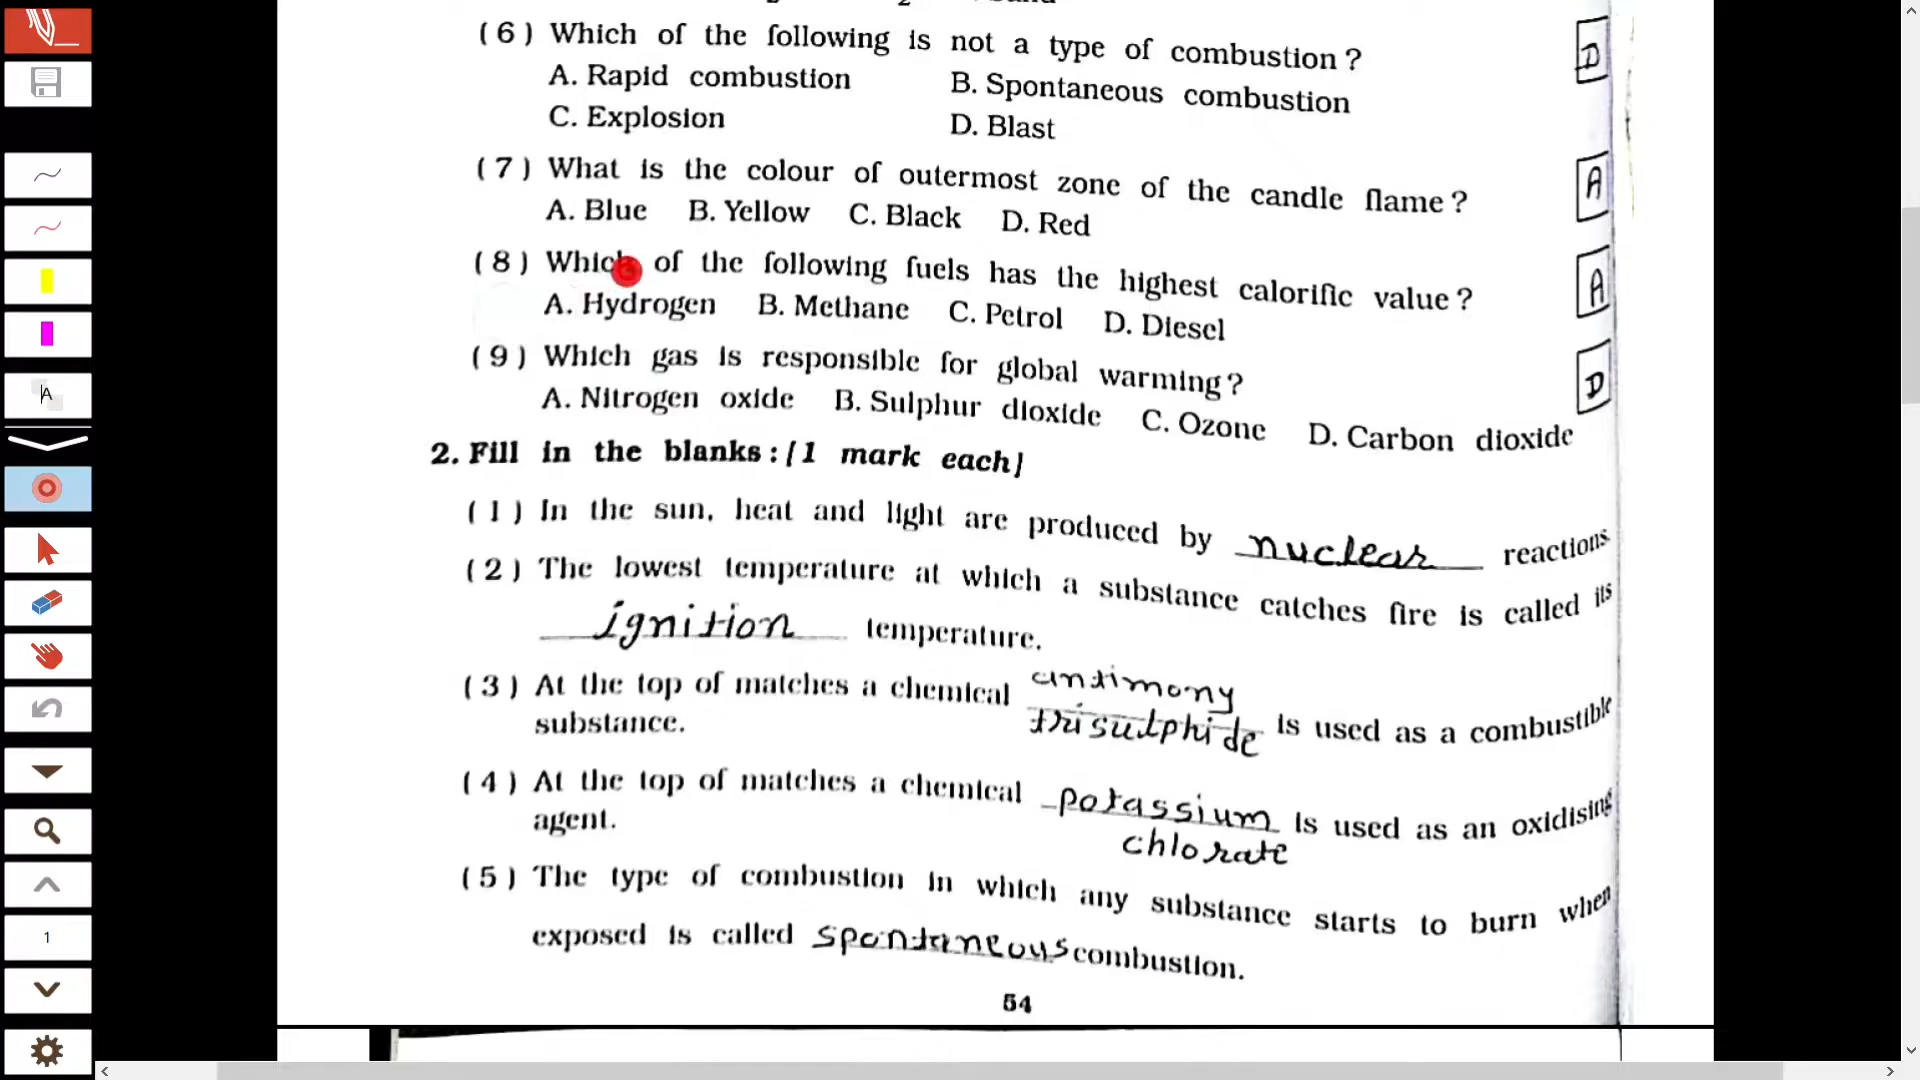 (6) Which of the following is not a type of combustion? D
A. Rapid combustion B. Spontaneous combustion
C. Explosion D. Blast
(7) What is the colour of outermost zone of the candle flame? A
A. Blue B. Yellow C. Black D. Red
(8) Which of the following fuels has the highest calorific value? A
A. Hydrogen B. Methane C. Petrol D. Diesel
(9) Which gas is responsible for global warming? D
A. Nitrogen oxide B. Sulphur dioxide C. Ozone D. Carbon dioxide
2. Fill in the blanks: [1 mark each]
(1) In the sun, heat and light are produced by nuclear reactions.
(2) The lowest temperature at which a substance catches fire is called its
ignition temperature.
(3) At the top of matches a chemical antimony trisulphide is used as a combustible
substance.
(4) At the top of matches a chemical potassium chlorate is used as an oxidising
agent.
(5) The type of combustion in which any substance starts to burn when
exposed is called spontaneous combustion.
54
A
1